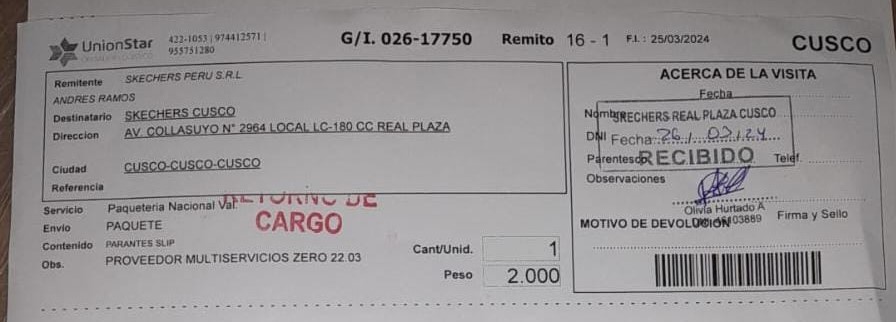 UnionStar
422-1053 | 974412571 |
955751280
G/I. 026-17750
Remito 16 - 1
F.I. : 25/03/2024
CUSCO
Remitente SKECHERS PERU S.R.L
ANDRES RAMOS
Destinatario SKECHERS CUSCO
Direccion AV. COLLASUYO N° 2964 LOCAL LC-180 CC REAL PLAZA
Ciudad CUSCO-CUSCO-CUSCO
Referencia
Servicio Paqueteria Nacional Val.
Envio PAQUETE
Contenido PARANTES SLIP
Obs. PROVEEDOR MULTISERVICIOS ZERO 22.03
RETORNO DE
CARGO
Cant/Unid. 1
Peso 2.000
ACERCA DE LA VISITA
Fecha
Nombre
SKECHERS REAL PLAZA CUSCO
DNI
Fecha: 26 / 03 / 24
Parentesco
RECIBIDO
Telef.
Observaciones
Olivia Hurtado A
Firma y Sello
MOTIVO DE DEVOLUCION